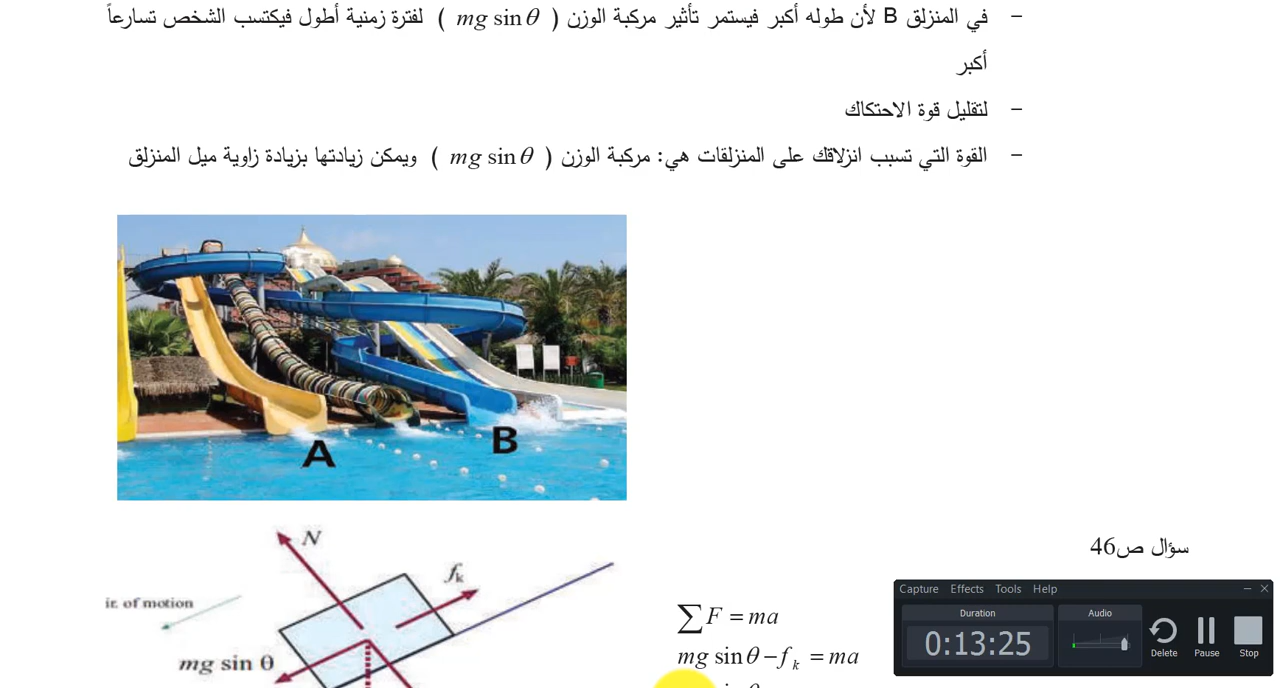 - في المنزلق B لأن طوله أكبر فيستمر تأثير مركبة الوزن ( mg sin θ ) لفترة زمنية أطول فيكتسب الشخص تسارعاً
أكبر
- لتقليل قوة الاحتكاك
- القوة التي تسبب انزلاقك على المنزلقات هي: مركبة الوزن ( mg sin θ ) ويمكن زيادتها بزيادة زاوية ميل المنزلق
A
B
سؤال ص46
N
fk
ir. of motion
mg sin θ
∑ F = ma
mg sin θ − fk = ma
Capture Effects Tools Help
Duration
Audio
0:13:25
Delete
Pause
Stop